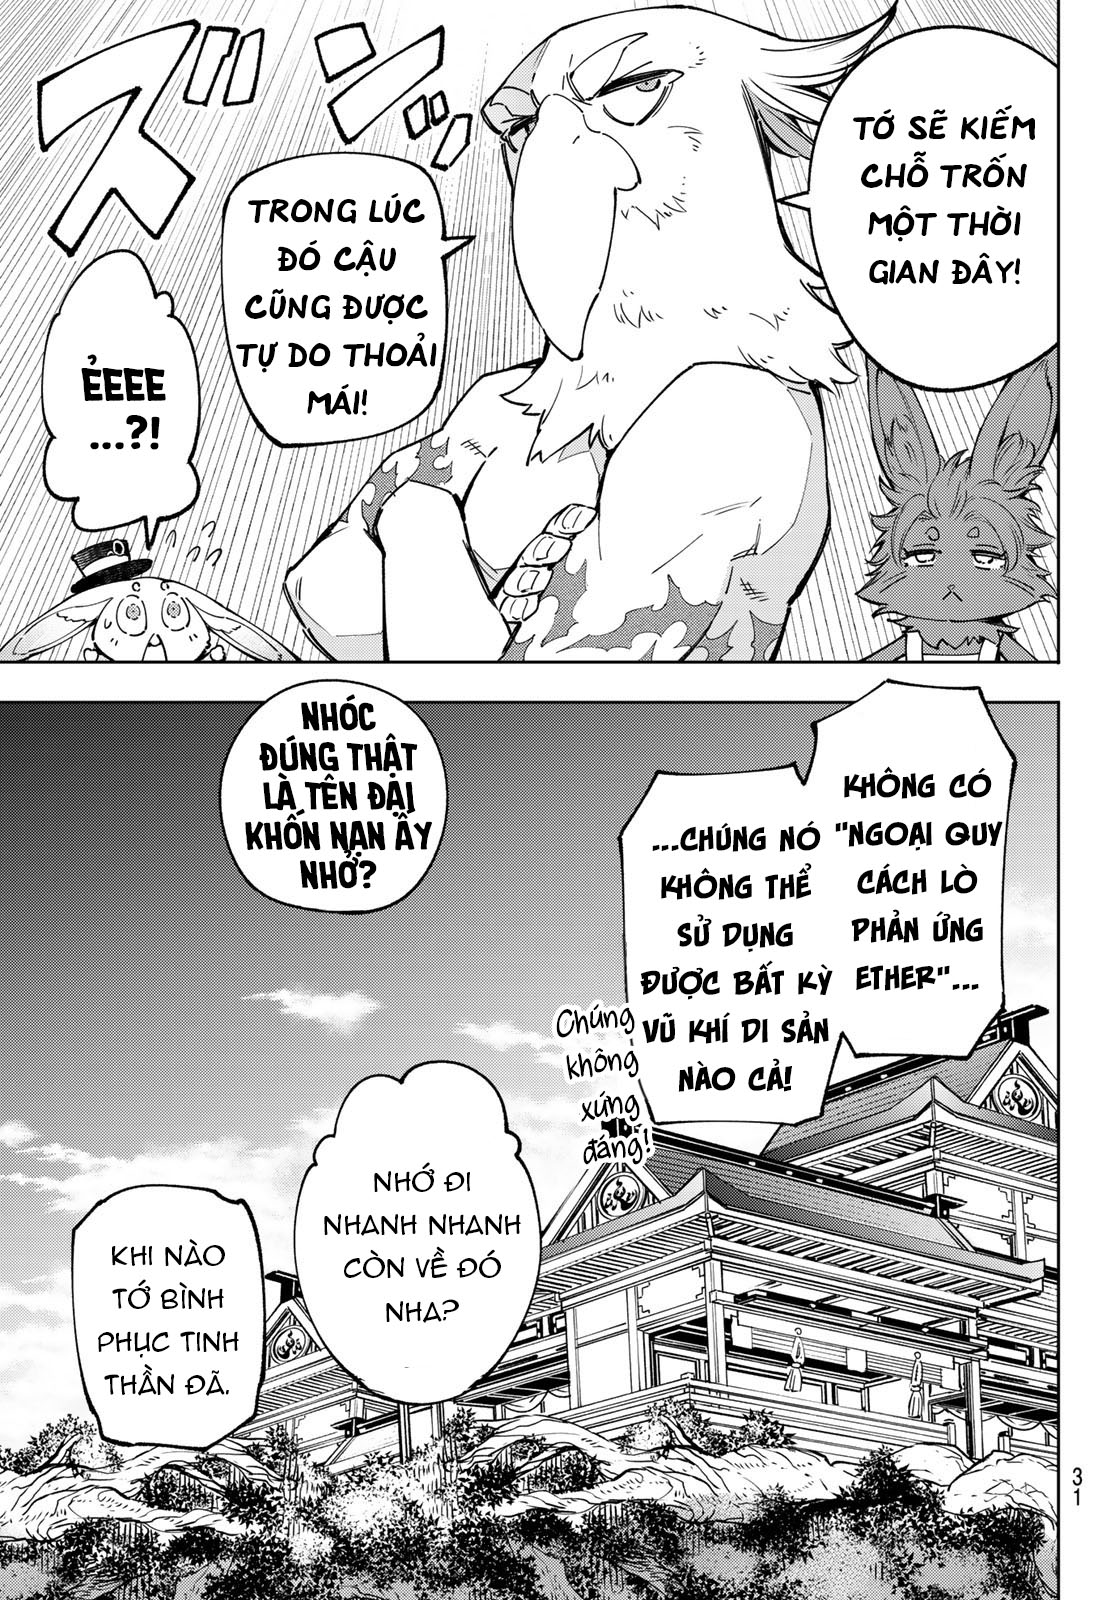 ズンッ
TỚ SẼ KIẾM
CHỖ TRỐN
MỘT THỜI
GIAN ĐÂY!
TRONG LÚC
ĐÓ CẬU
CŨNG ĐƯỢC
TỰ DO THOẢI
MÁI!
ẺEEE
...?!
KHÔNG CÓ
"NGOẠI QUY
CÁCH LÒ
PHẢN ỨNG
ETHER"...
...CHÚNG NÓ
KHÔNG THỂ
SỬ DỤNG
ĐƯỢC BẤT KỲ
VŨ KHÍ DI SẢN
NÀO CẢ!
Chúng
không
xứng
đáng!
NHÓC
ĐÚNG THẬT
LÀ TÊN ĐẠI
KHỐN NẠN ẤY
NHỞ?
NHỚ ĐI
NHANH NHANH
CÒN VỀ ĐÓ
NHA?
KHI NÀO
TỚ BÌNH
PHỤC TINH
THẦN ĐÃ.
31